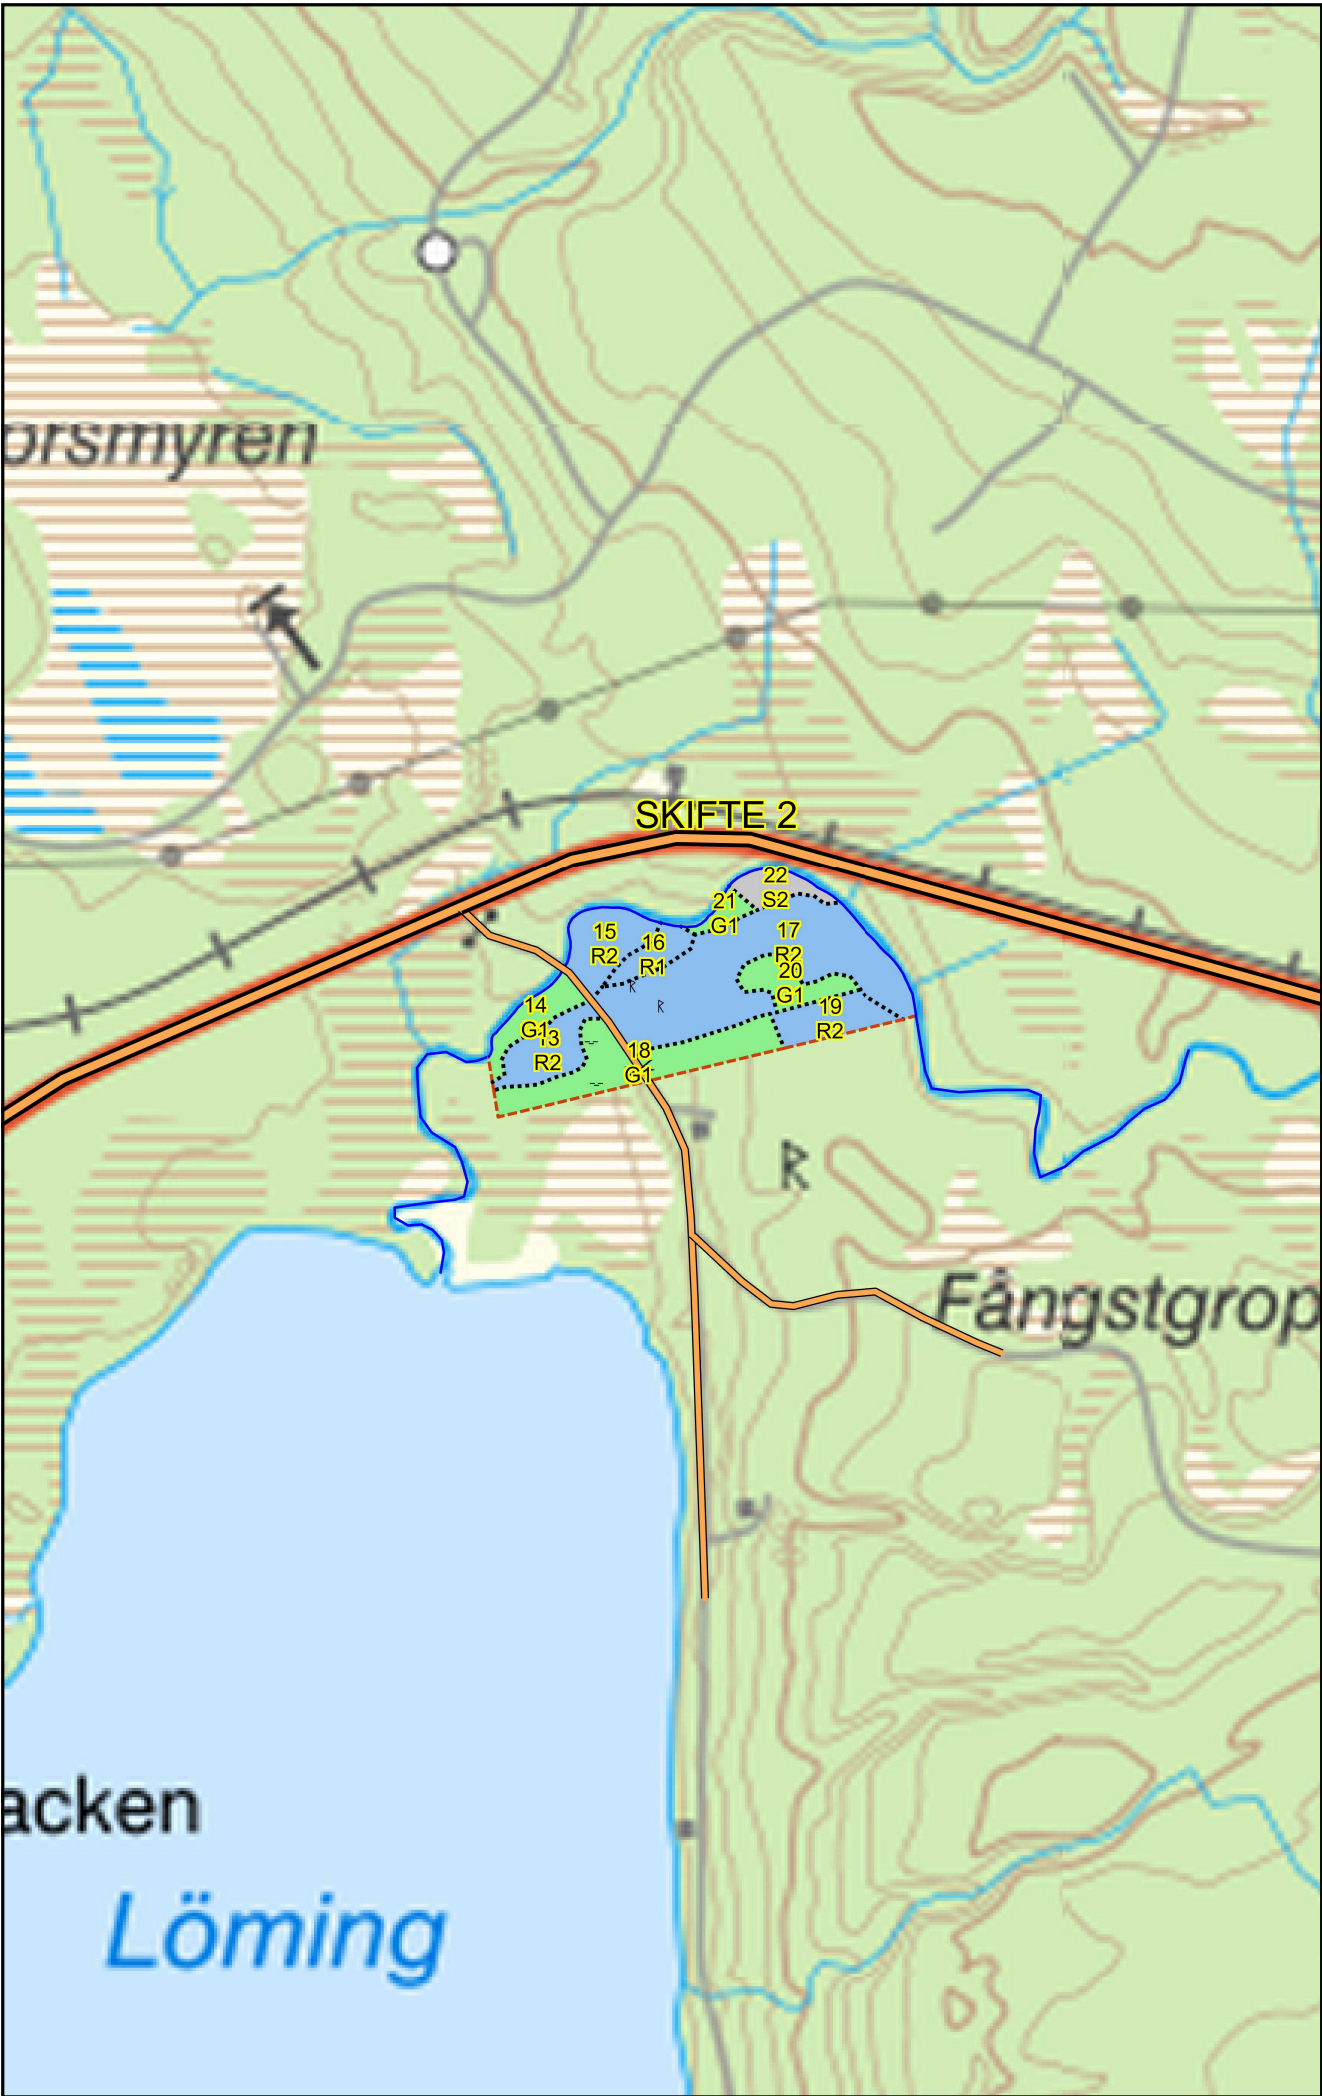 orsmyren
SKIFTE 2
22
S2
21
G1
17
R2
15
R2
16
R1
20
G1
14
G1
19
R2
13
R2
18
G1
R
R
R
Fångstgrop
acken
Löming